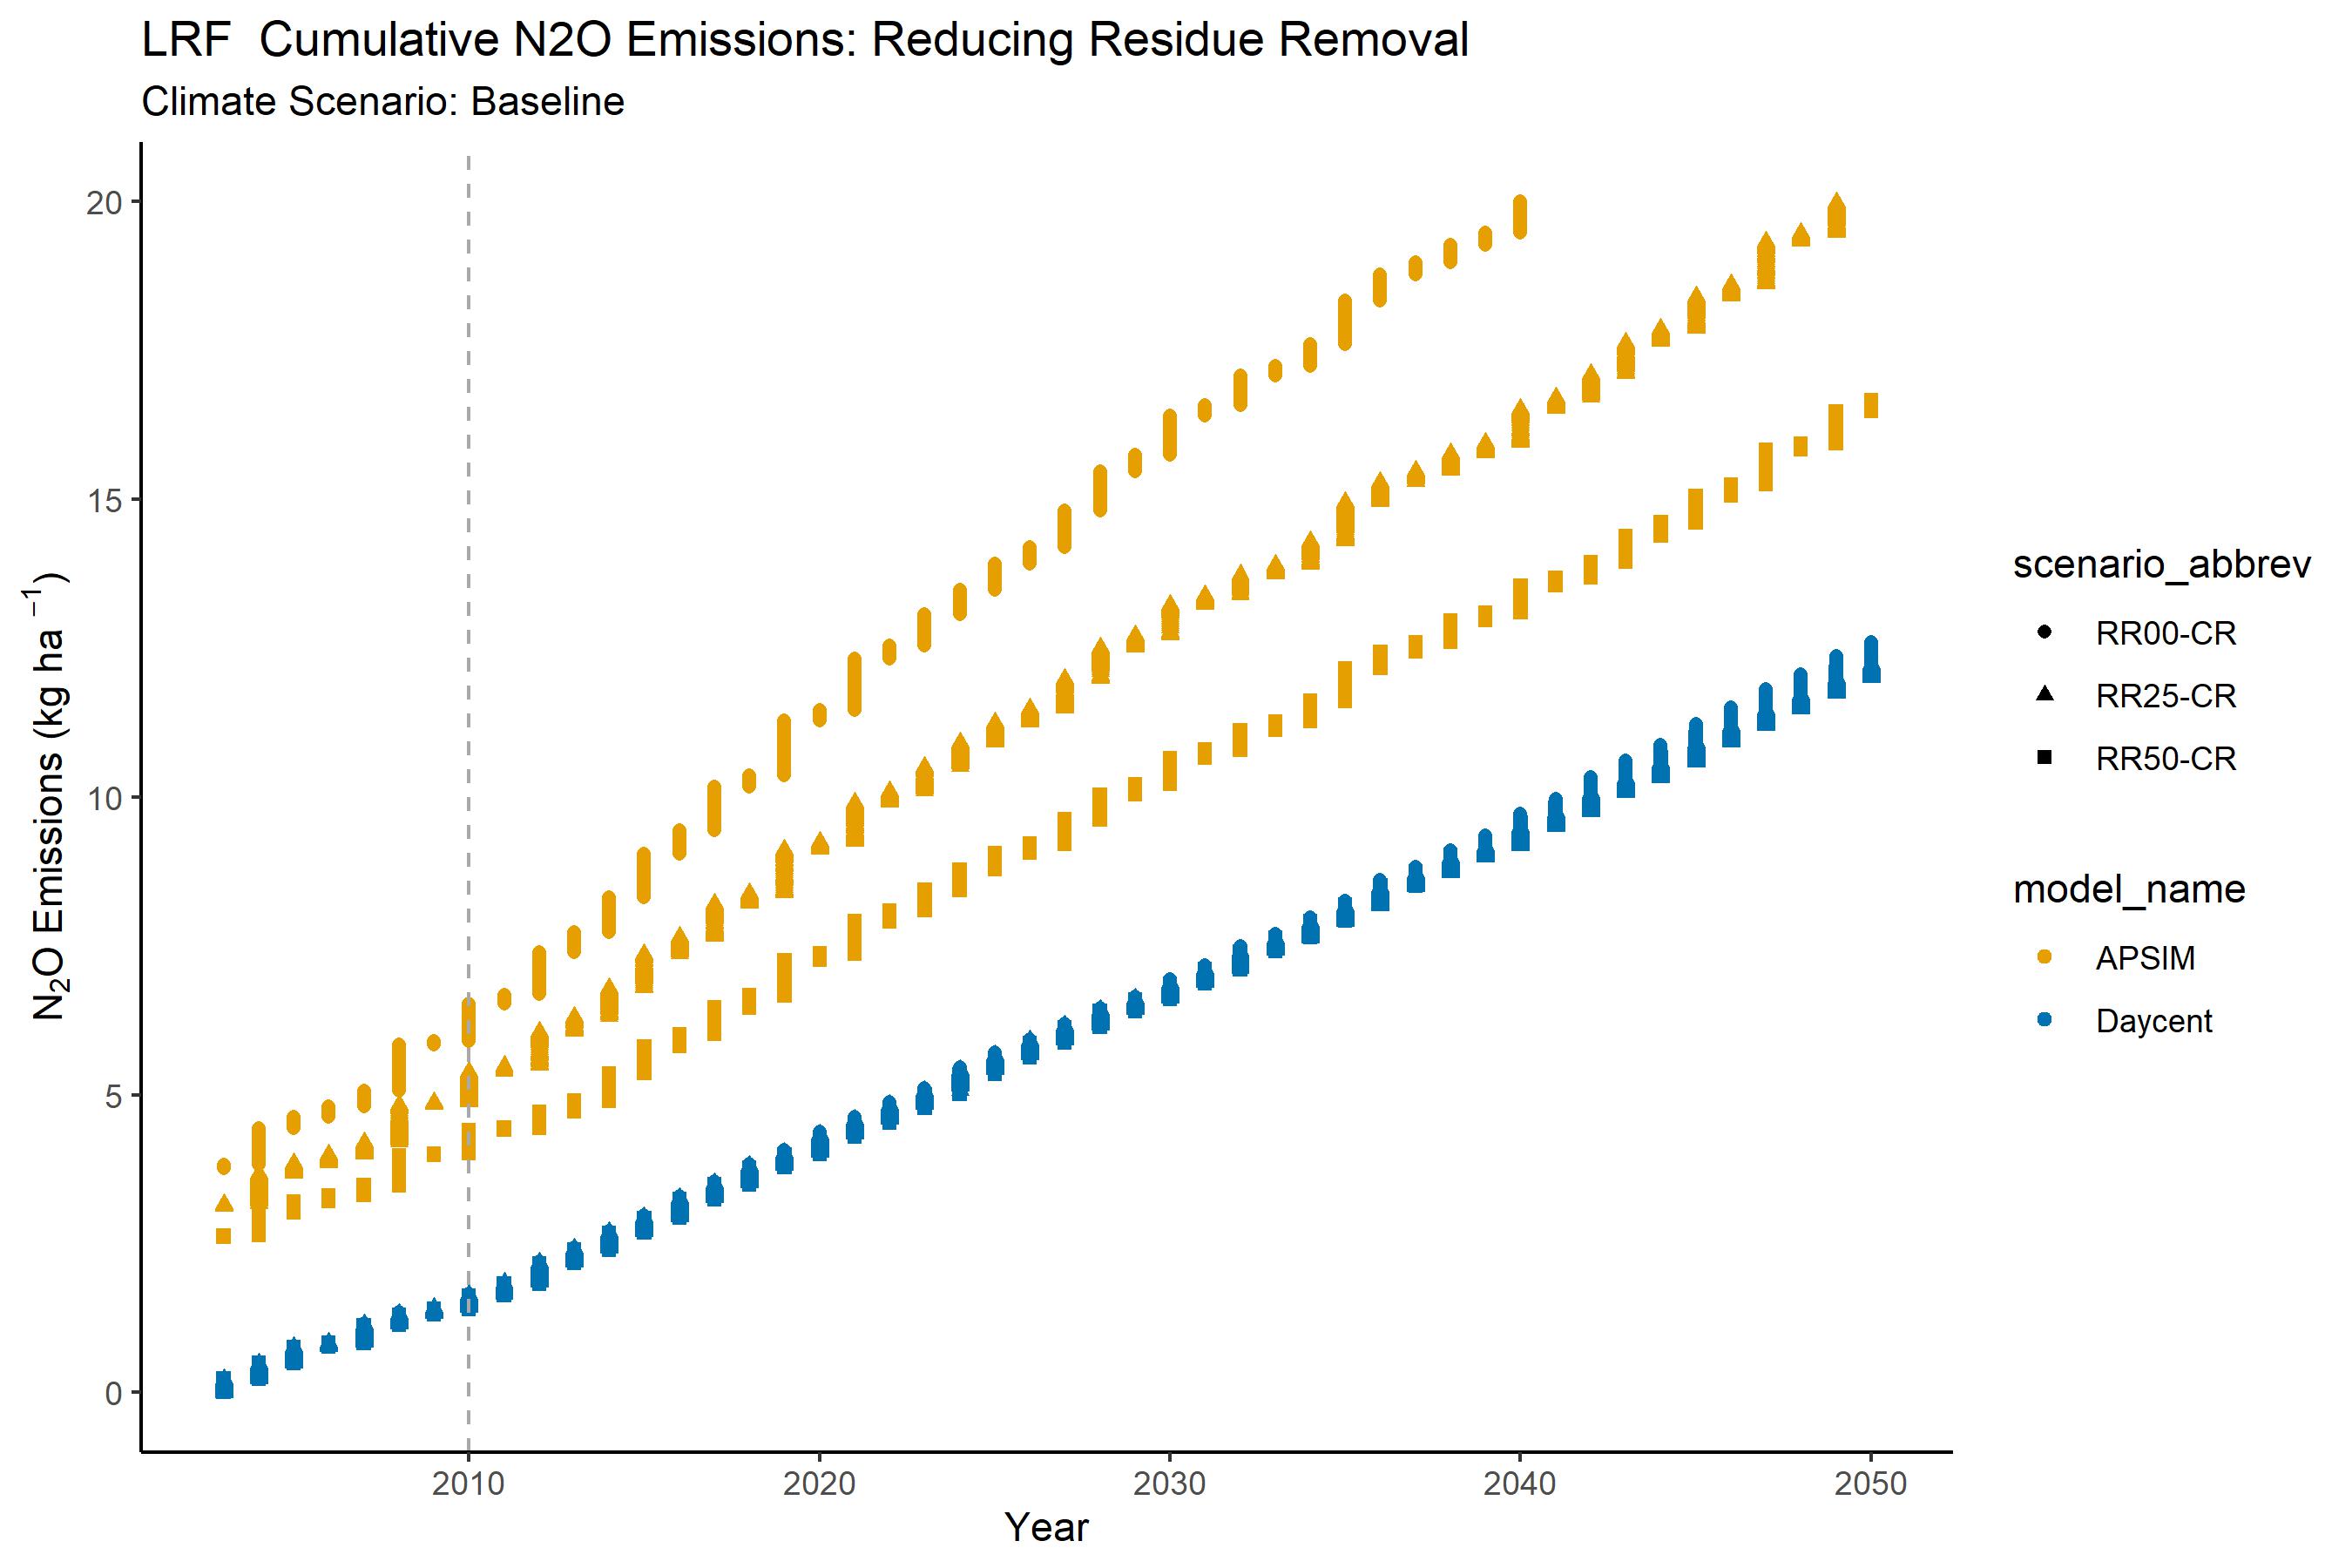 LRF  Cumulative N2O Emissions: Reducing Residue Removal
Climate Scenario: Baseline
N₂O Emissions (kg ha ⁻¹)
20
15
10
5
0
2010
2020
2030
2040
2050
Year
scenario_abbrev
RR00-CR
RR25-CR
RR50-CR
model_name
APSIM
Daycent